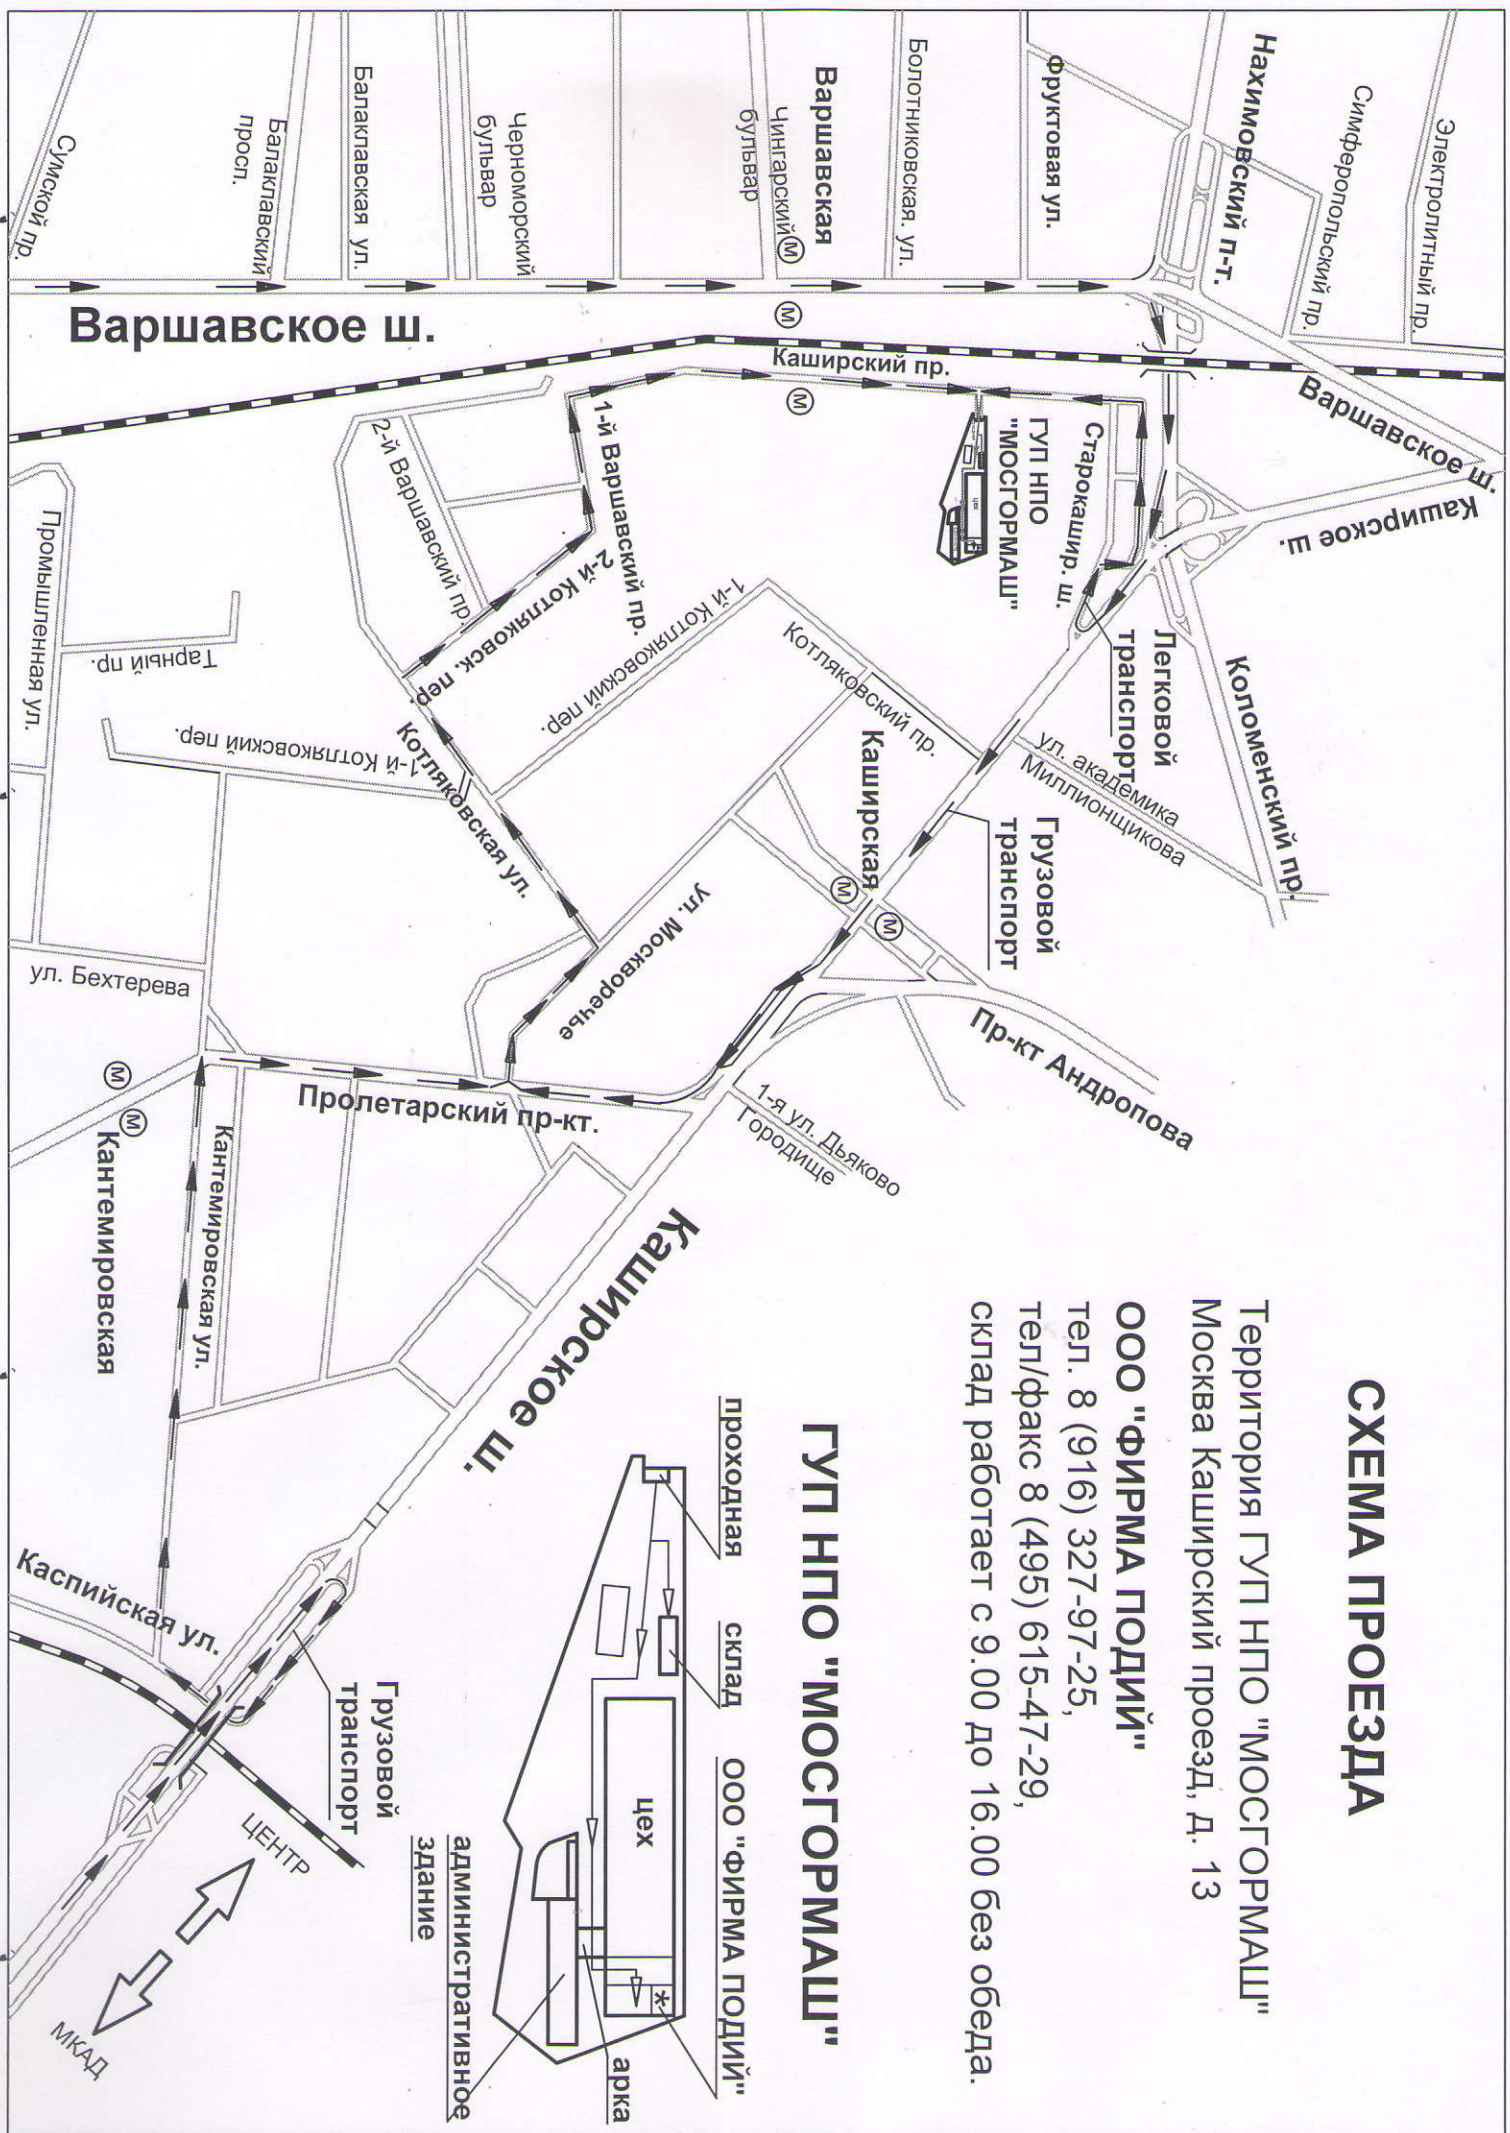 СХЕМА ПРОЕЗДА
Территория ГУП НПО "МОСГОРМАШ"
Москва Каширский проезд, д. 13
ООО "ФИРМА ПОДИЙ"
тел. 8 (916) 327-97-25,
тел/факс 8 (495) 615-47-29,
склад работает с 9.00 до 16.00 без обеда.
ГУП НПО "МОСГОРМАШ"
проходная
склад
ООО "ФИРМА ПОДИЙ"
цех
*
арка
административное
здание
Электролитный пр.
Симферопольский пр.
Нахимовский п-т.
Фруктовая ул.
Болотниковская. ул.
Варшавская
Чингарский
бульвар
М
Черноморский
бульвар
Балаклавская ул.
Балаклавский
просп.
Сумской пр.
Варшавское ш.
М
Варшавское ш.
Каширское ш.
Каширский пр.
М
ГУП НПО
"МОСГОРМАШ"
цех
Старокашир. ш.
Легковой
транспорт
Коломенский пр.
1-й Варшавский пр.
2-й Варшавский пр.
2-й Котляковск. пер.
1-й Котляковский пер.
Котляковский пр.
ул. академика
Миллионщикова
Грузовой
транспорт
Каширская
М
М
Промышленная ул.
Тарный пр.
1-й Котляковский пер.
Котляковская ул.
ул. Москворечье
Пр-кт Андропова
ул. Бехтерева
М
М
Кантемировская
Кантемировская ул.
Пролетарский пр-кт.
1-я ул. Дьяково
Городище
Каширское ш.
Каспийская ул.
Грузовой
транспорт
ЦЕНТР
МКАД